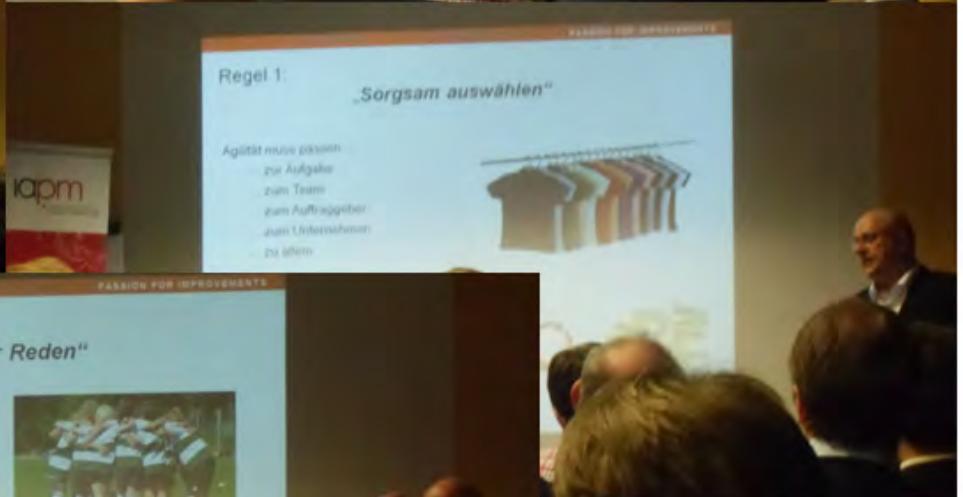 PASSION FOR IMPROVEMENTS
Regel 1:
„Sorgsam auswählen“
Agilität muss passen
... zur Aufgabe
... zum Team
... zum Auftraggeber
... zum Unternehmen
... zu allem
iapm
PASSION FOR IMPROVEMENTS
Reden“